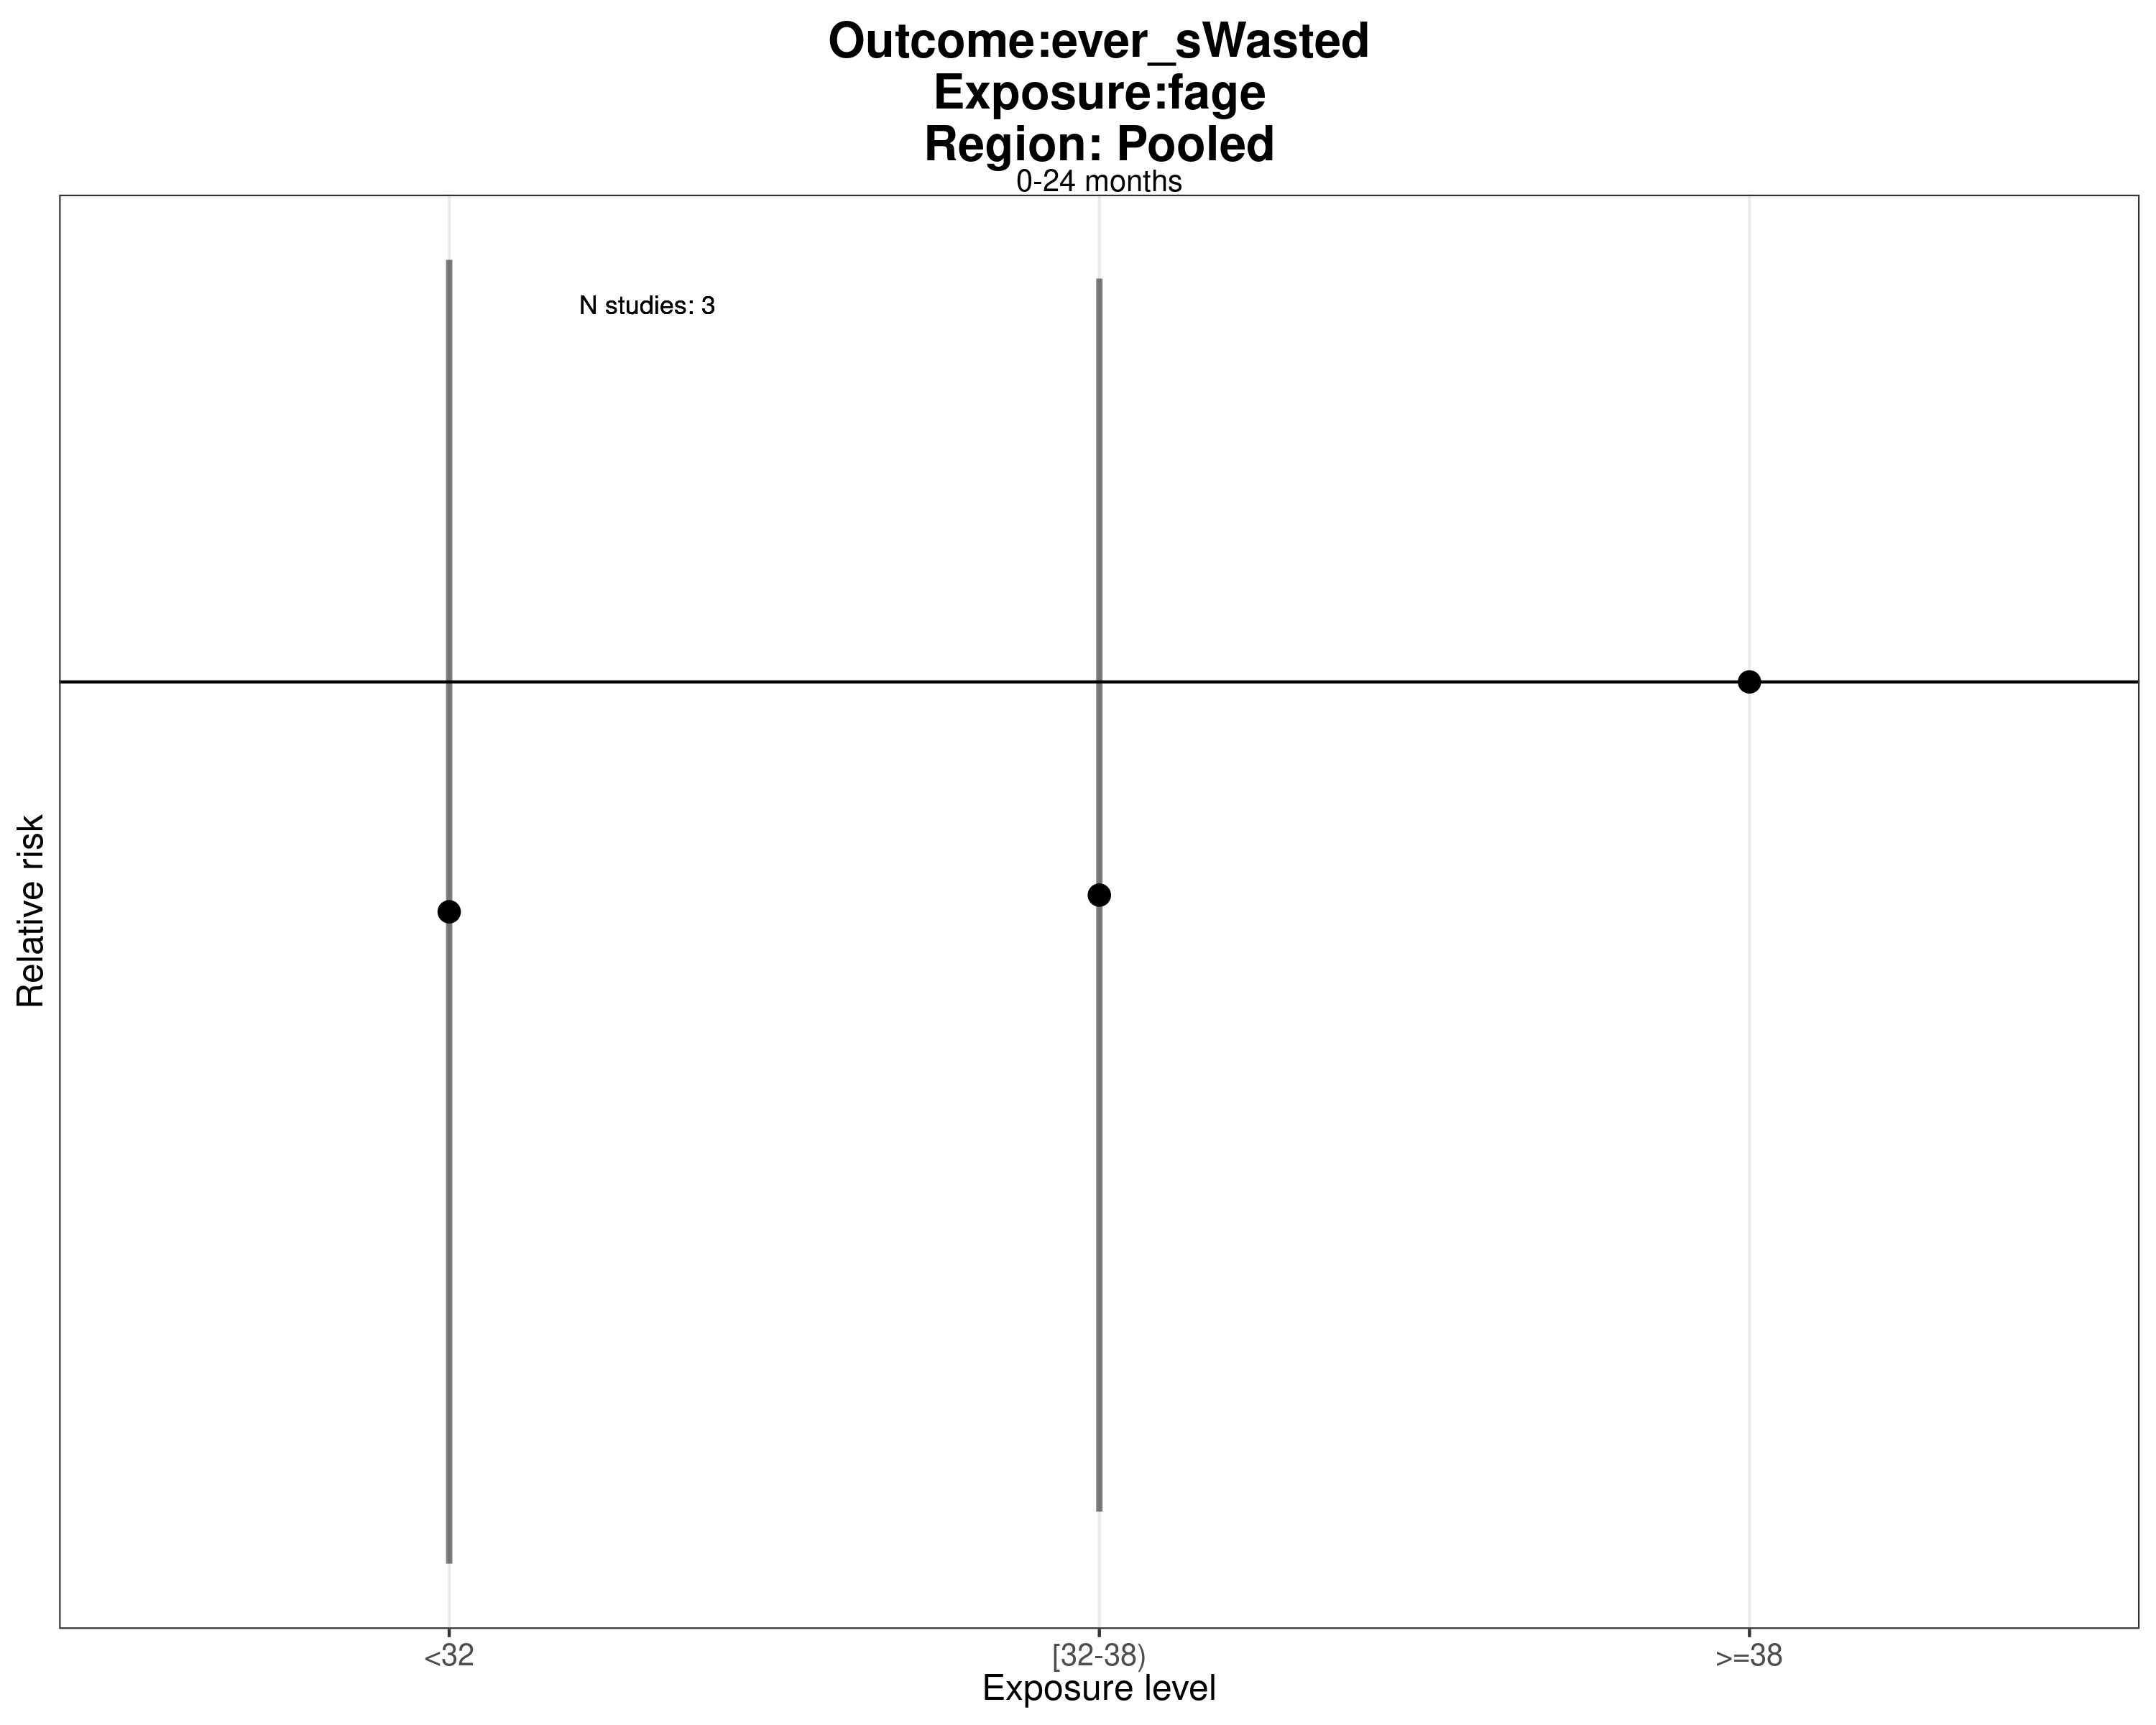 Outcome:ever_sWasted
Exposure:fage
Region: Pooled
0-24 months
N studies: 3
Relative risk
<32
[32-38)
>=38
Exposure level